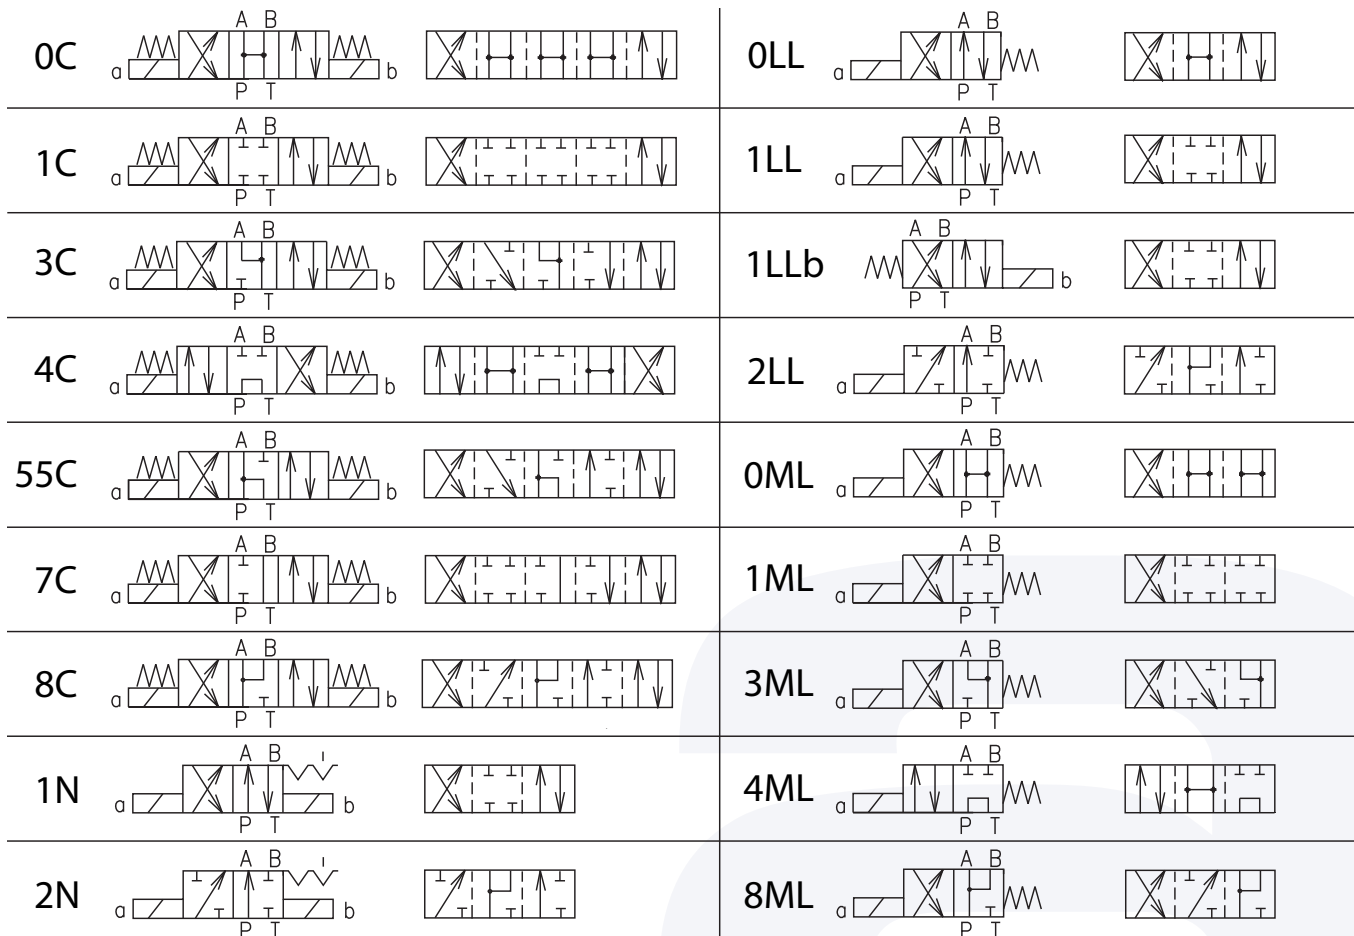 A B
0C a b
P T
A B
0LL a
P T
A B
1C a b
P T
A B
1LL a
P T
A B
3C a b
P T
A B
1LLb b
P T
A B
4C a b
P T
A B
2LL a
P T
A B
55C a b
P T
A B
0ML a
P T
A B
7C a b
P T
A B
1ML a
P T
A B
8C a b
P T
A B
3ML a
P T
A B
1N a b
P T
A B
4ML a
P T
A B
2N a b
P T
A B
8ML a
P T